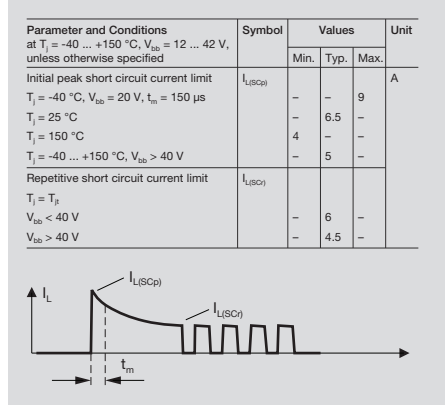 Parameter and Conditions Symbol Values Unit
at Tj = -40 ... +150 °C, Vbb = 12 ... 42 V,
unless otherwise specified Min. Typ. Max.
Initial peak short circuit current limit IL(SCp) A
Tj = -40 °C, Vbb = 20 V, tm = 150 µs – – 9
Tj = 25 °C – 6.5 –
Tj = 150 °C 4 – –
Tj = -40 ... +150 °C, Vbb > 40 V – 5 –
Repetitive short circuit current limit IL(SCr)
Tj = Tjt
Vbb < 40 V – 6 –
Vbb > 40 V – 4.5 –
IL
IL(SCp)
IL(SCr)
tm